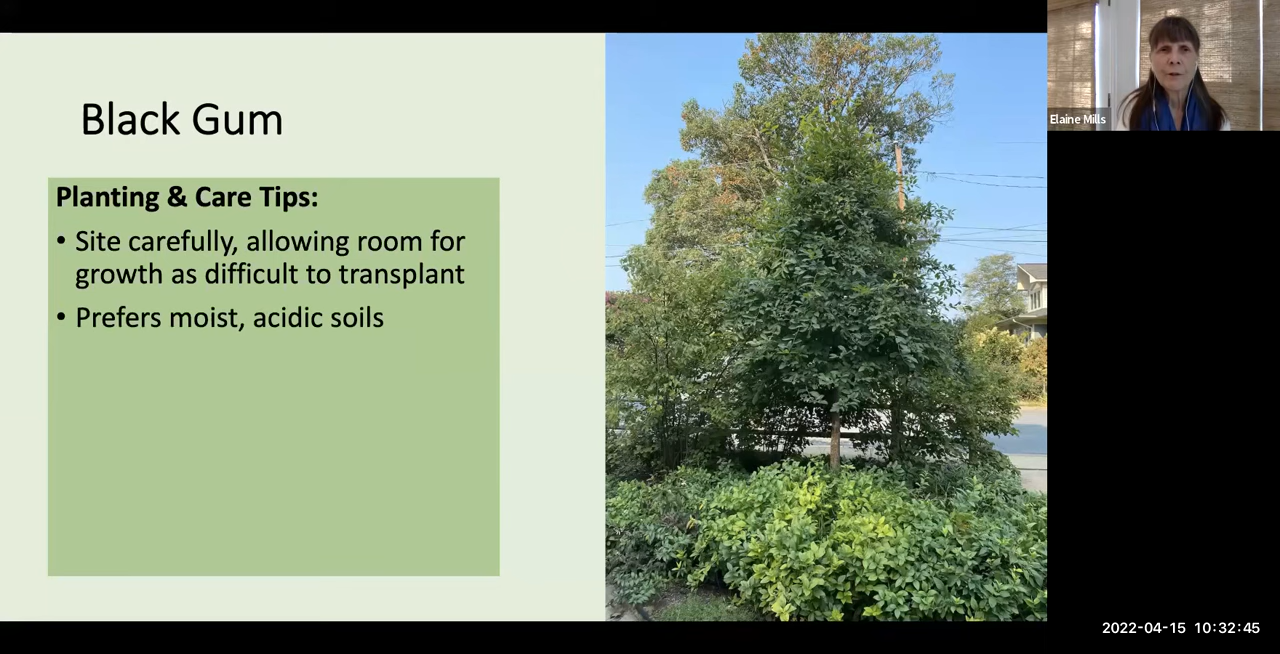 Black Gum
Planting & Care Tips:
• Site carefully, allowing room for
growth as difficult to transplant
• Prefers moist, acidic soils
Elaine Mills
2022-04-15 10:32:45